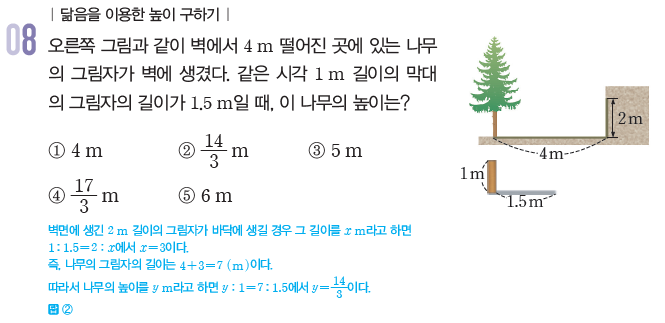 | 닮음을 이용한 높이 구하기 |
08 오른쪽 그림과 같이 벽에서 4 m 떨어진 곳에 있는 나무
의 그림자가 벽에 생겼다. 같은 시각 1 m 길이의 막대
의 그림자의 길이가 1.5 m일 때, 이 나무의 높이는?
① 4 m ② 14/3 m ③ 5 m
④ 17/3 m ⑤ 6 m
2 m
4 m
1 m
1.5 m
벽면에 생긴 2 m 길이의 그림자가 바닥에 생길 경우 그 길이를 x m라고 하면
1 : 1.5=2 : x에서 x=3이다.
즉, 나무의 그림자의 길이는 4+3=7 (m)이다.
따라서 나무의 높이를 y m라고 하면 y : 1=7 : 1.5에서 y=14/3이다.
답 ②